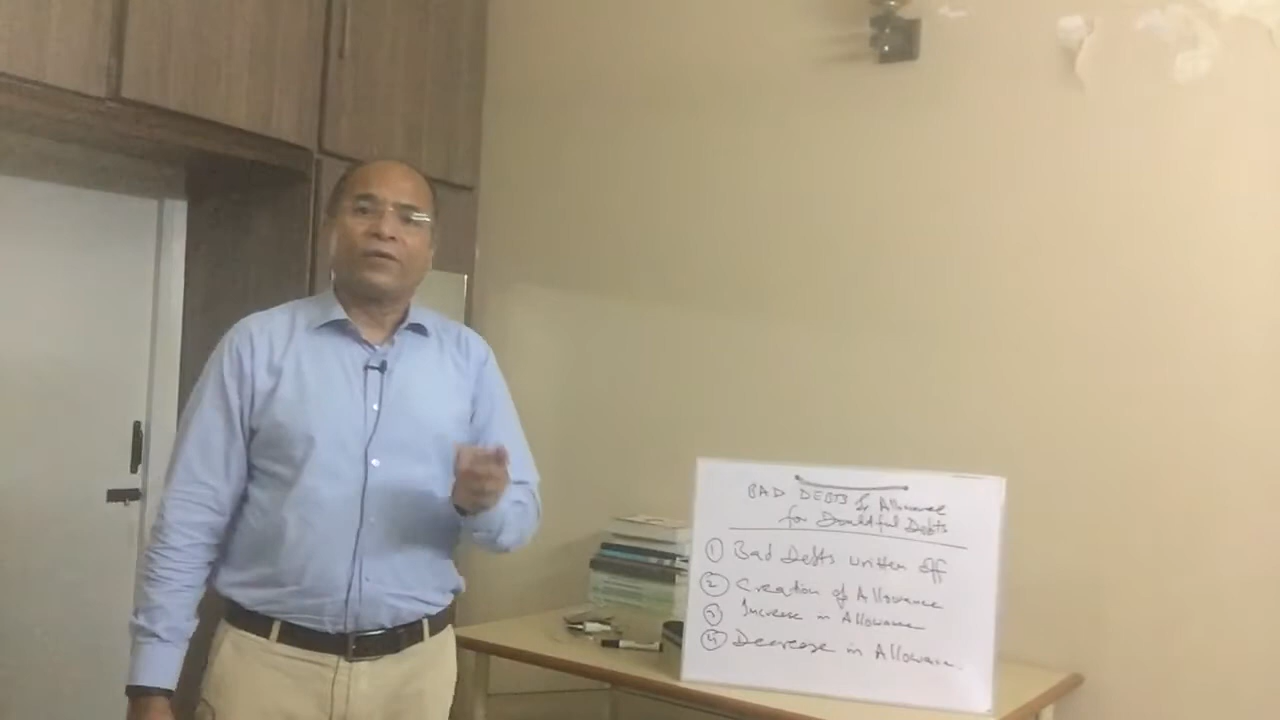 BAD DEBTS & Allowance
for Doubtful Debts
① Bad Debts written off
② Creation of Allowance
③ Increase in Allowance
④ Decrease in Allowance